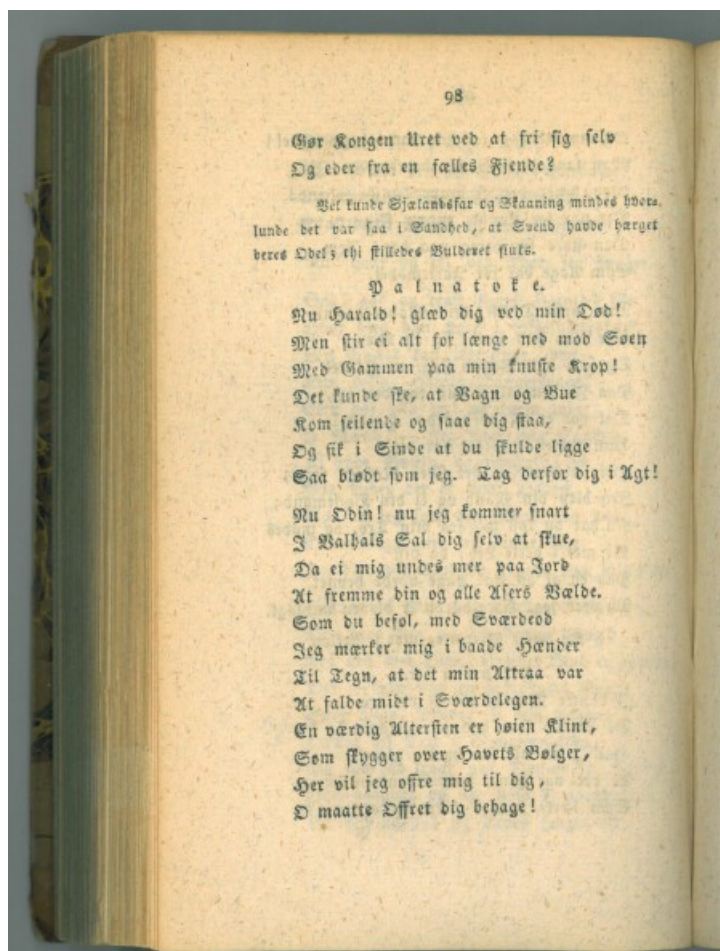 98
Gør Kongen Uret ved at fri sig selv
Og eder fra en fælles Fjende?
Vel kunde Sjælandsfar og Skaaning mindes hvor-
lunde det var saa i Sandhed, at Svend havde hærget
deres Odel; thi stilledes Bulderet fluks.
Palnatoke.
Nu Harald! glæd dig ved min Død!
Men stir ei alt for længe ned mod Søen
Med Gammen paa min knuste Krop!
Det kunde ske, at Vagn og Bue
Kom seilende og saae dig staa,
Og fik i Sinde at du skulde ligge
Saa blødt som jeg. Tag derfor dig i Agt!
Nu Odin! nu jeg kommer snart
I Valhals Sal dig selv at skue,
Da ei mig undes mer paa Jord
At fremme din og alle Asers Vælde.
Som du befol, med Sværdeod
Jeg mærker mig i baade Hænder
Til Tegn, at det min Attraa var
At falde midt i Sværdelegen.
En værdig Altersten er høien Klint,
Som skygger over Havets Bølger,
Her vil jeg offre mig til dig,
O maatte Offret dig behage!